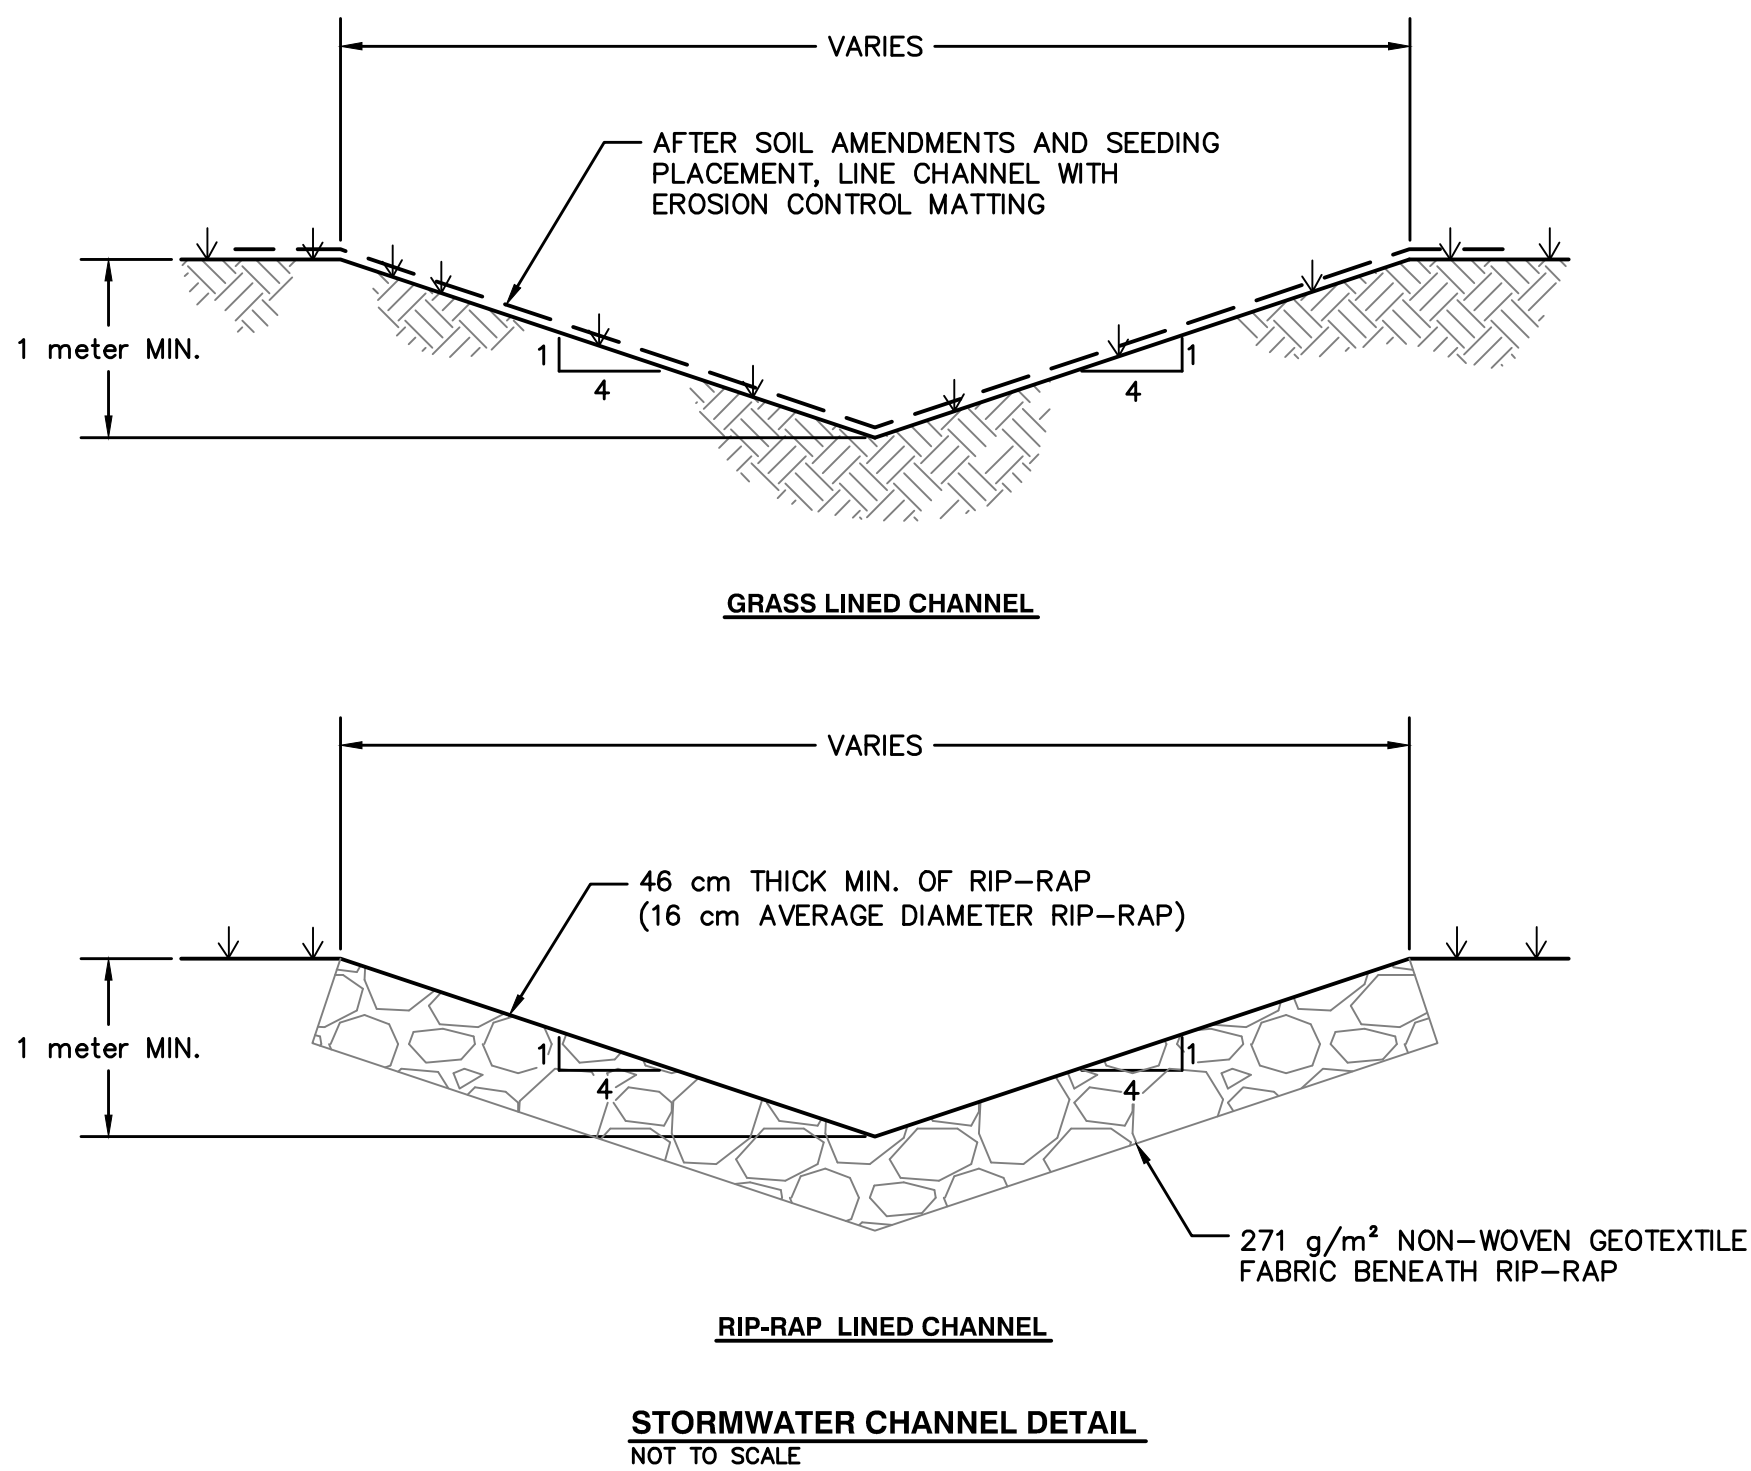 VARIES
AFTER SOIL AMENDMENTS AND SEEDING
PLACEMENT, LINE CHANNEL WITH
EROSION CONTROL MATTING
1 meter MIN.
1
4
1
4
GRASS LINED CHANNEL
VARIES
46 cm THICK MIN. OF RIP-RAP
(16 cm AVERAGE DIAMETER RIP-RAP)
1 meter MIN.
1
4
1
4
271 g/m² NON-WOVEN GEOTEXTILE
FABRIC BENEATH RIP-RAP
RIP-RAP LINED CHANNEL
STORMWATER CHANNEL DETAIL
NOT TO SCALE